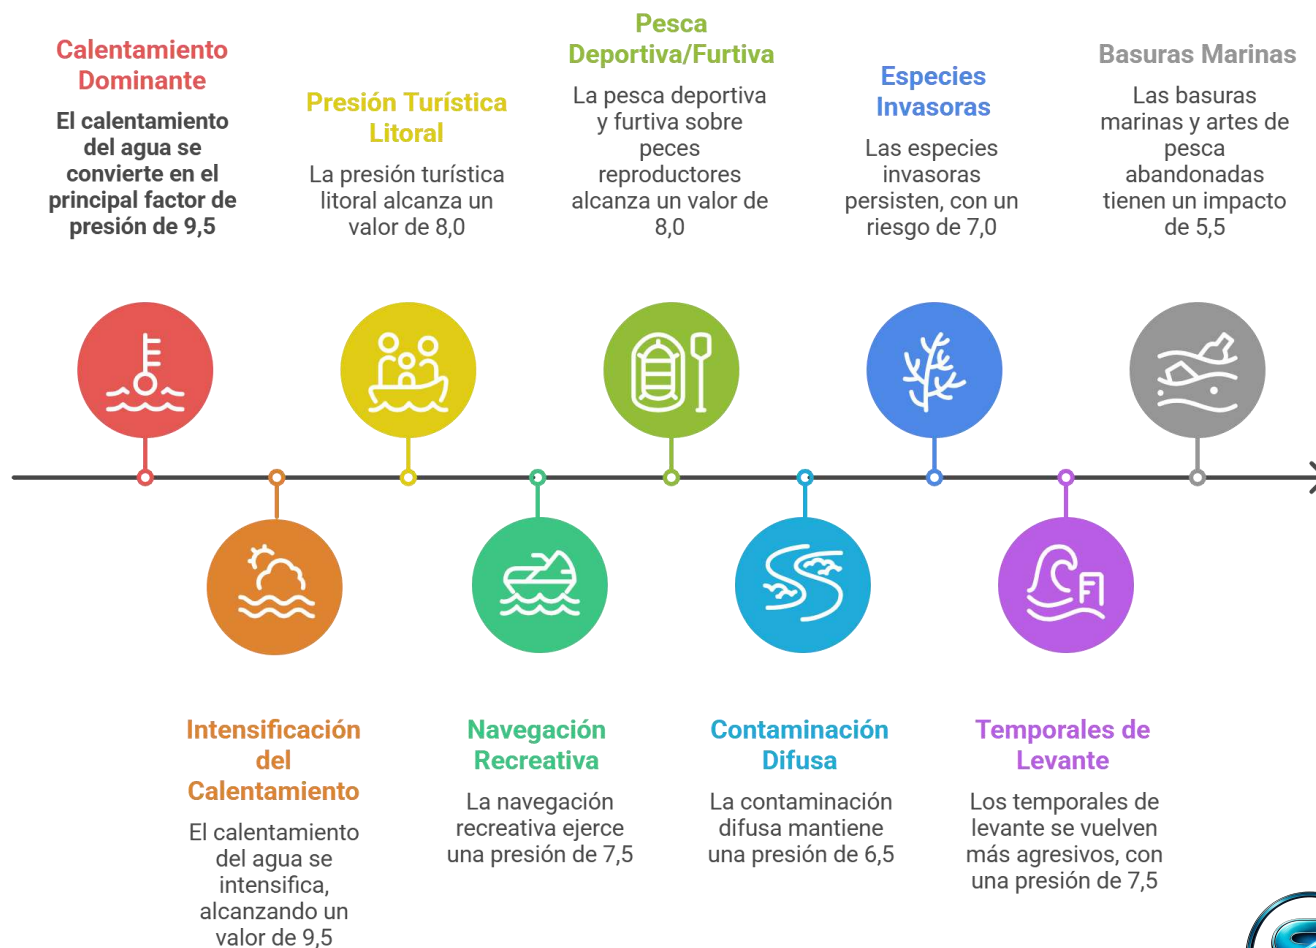 Calentamiento
Dominante
El calentamiento
del agua se
convierte en el
principal factor de
presión de 9,5
Presión Turística
Litoral
La presión turística
litoral alcanza un
valor de 8,0
Pesca
Deportiva/Furtiva
La pesca deportiva
y furtiva sobre
peces
reproductores
alcanza un valor de
8,0
Especies
Invasoras
Las especies
invasoras
persisten, con un
riesgo de 7,0
Basuras Marinas
Las basuras
marinas y artes de
pesca
abandonadas
tienen un impacto
de 5,5
Intensificación
del
Calentamiento
El calentamiento
del agua se
intensifica,
alcanzando un
valor de 9,5
Navegación
Recreativa
La navegación
recreativa ejerce
una presión de 7,5
Contaminación
Difusa
La contaminación
difusa mantiene
una presión de 6,5
Temporales de
Levante
Los temporales de
levante se vuelven
más agresivos, con
una presión de 7,5